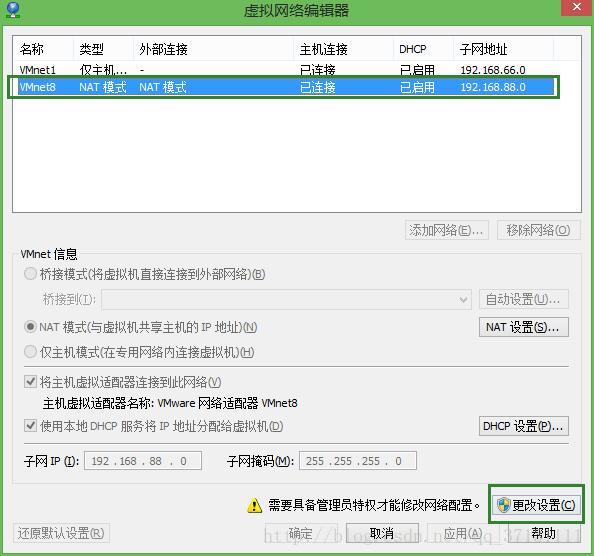 虚拟网络编辑器
名称 类型 外部连接 主机连接 DHCP 子网地址
VMnet1 仅主机... - 已连接 已启用 192.168.66.0
VMnet8 NAT 模式 NAT 模式 已连接 已启用 192.168.88.0
添加网络(E)... 移除网络(O)
VMnet 信息
桥接模式(将虚拟机直接连接到外部网络)(B)
桥接到(T): 自动设置(U)...
NAT 模式(与虚拟机共享主机的 IP 地址)(N) NAT 设置(S)...
仅主机模式(在专用网络内连接虚拟机)(H)
将主机虚拟适配器连接到此网络(V)
主机虚拟适配器名称: VMware 网络适配器 VMnet8
使用本地 DHCP 服务将 IP 地址分配给虚拟机(D) DHCP 设置(P)...
子网 IP (I): 192 . 168 . 88 . 0 子网掩码(M): 255 . 255 . 255 . 0
需要具备管理员特权才能修改网络配置。 更改设置(C)
还原默认设置(R) 确定 取消 应用(A) 帮助